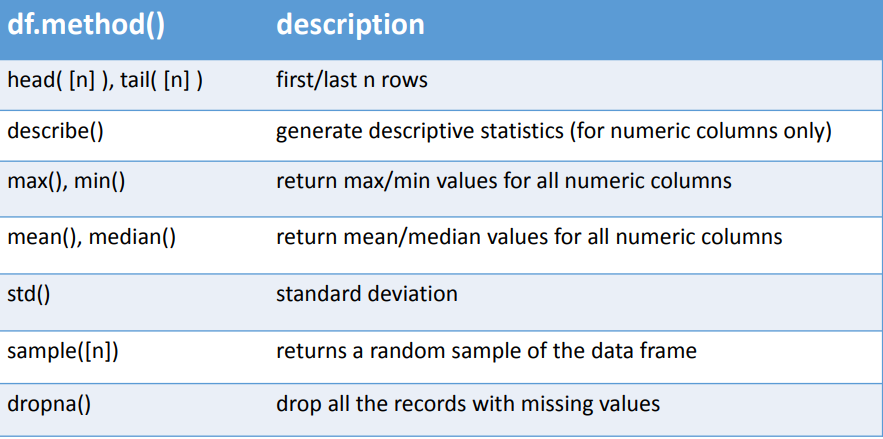 df.method() description
head( [n] ), tail( [n] ) first/last n rows
describe() generate descriptive statistics (for numeric columns only)
max(), min() return max/min values for all numeric columns
mean(), median() return mean/median values for all numeric columns
std() standard deviation
sample([n]) returns a random sample of the data frame
dropna() drop all the records with missing values